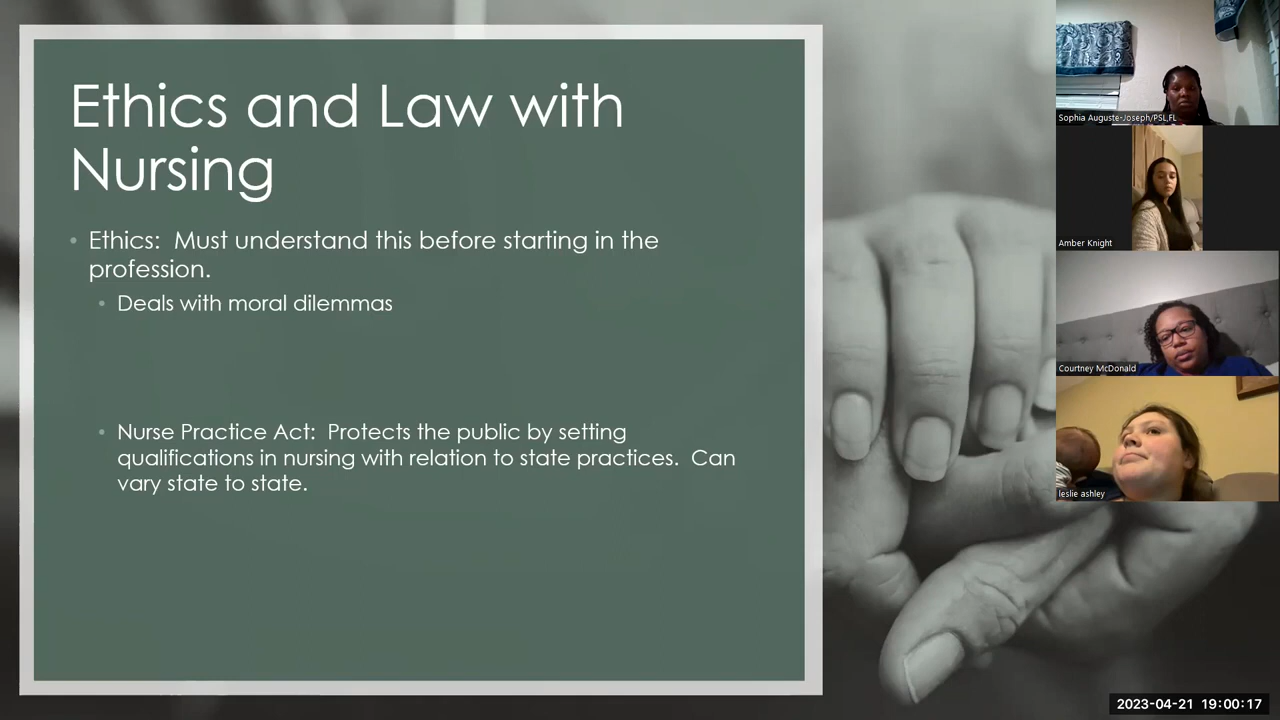 Ethics and Law with
Nursing
Ethics:  Must understand this before starting in the
profession.
Deals with moral dilemmas
Nurse Practice Act:  Protects the public by setting
qualifications in nursing with relation to state practices.  Can
vary state to state.
Sophia Auguste-Joseph/PSL,FL
Amber Knight
Courtney McDonald
leslie ashley
2023-04-21 19:00:17